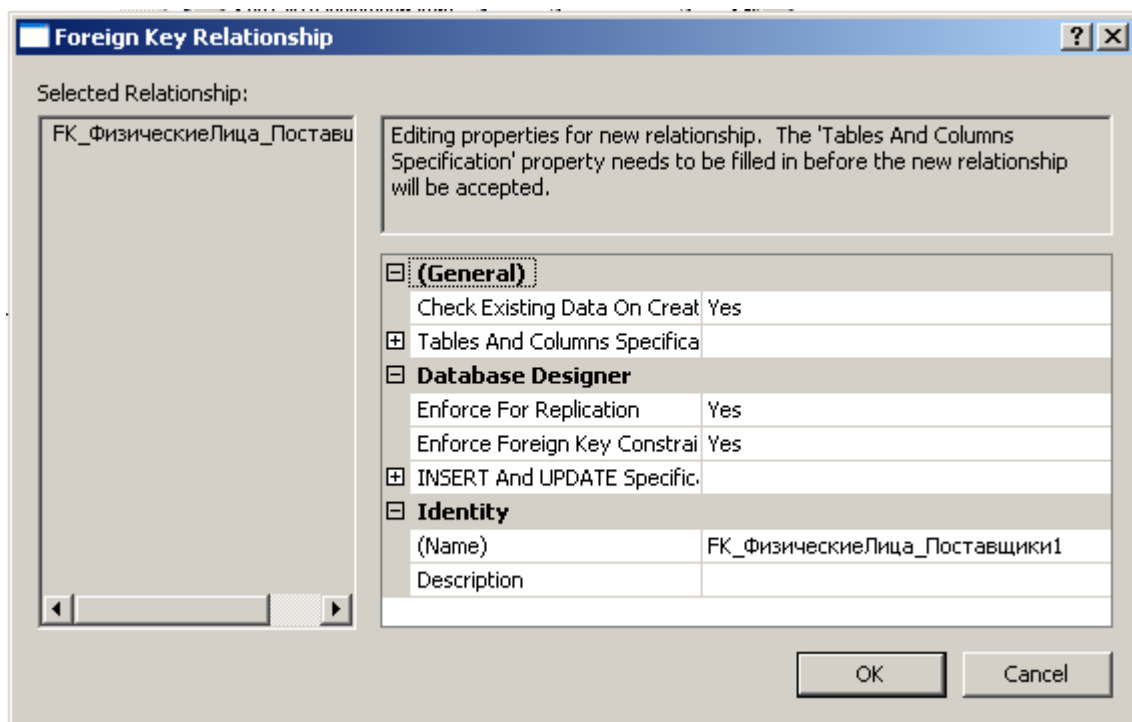 Foreign Key Relationship
Selected Relationship:
FK_ФизическиеЛица_Постави
Editing properties for new relationship. The 'Tables And Columns
Specification' property needs to be filled in before the new relationship
will be accepted.
(General)
Check Existing Data On Creat Yes
Tables And Columns Specifica
Database Designer
Enforce For Replication Yes
Enforce Foreign Key Constrai Yes
INSERT And UPDATE Specific
Identity
(Name) FK_ФизическиеЛица_Поставщики1
Description
OK Cancel